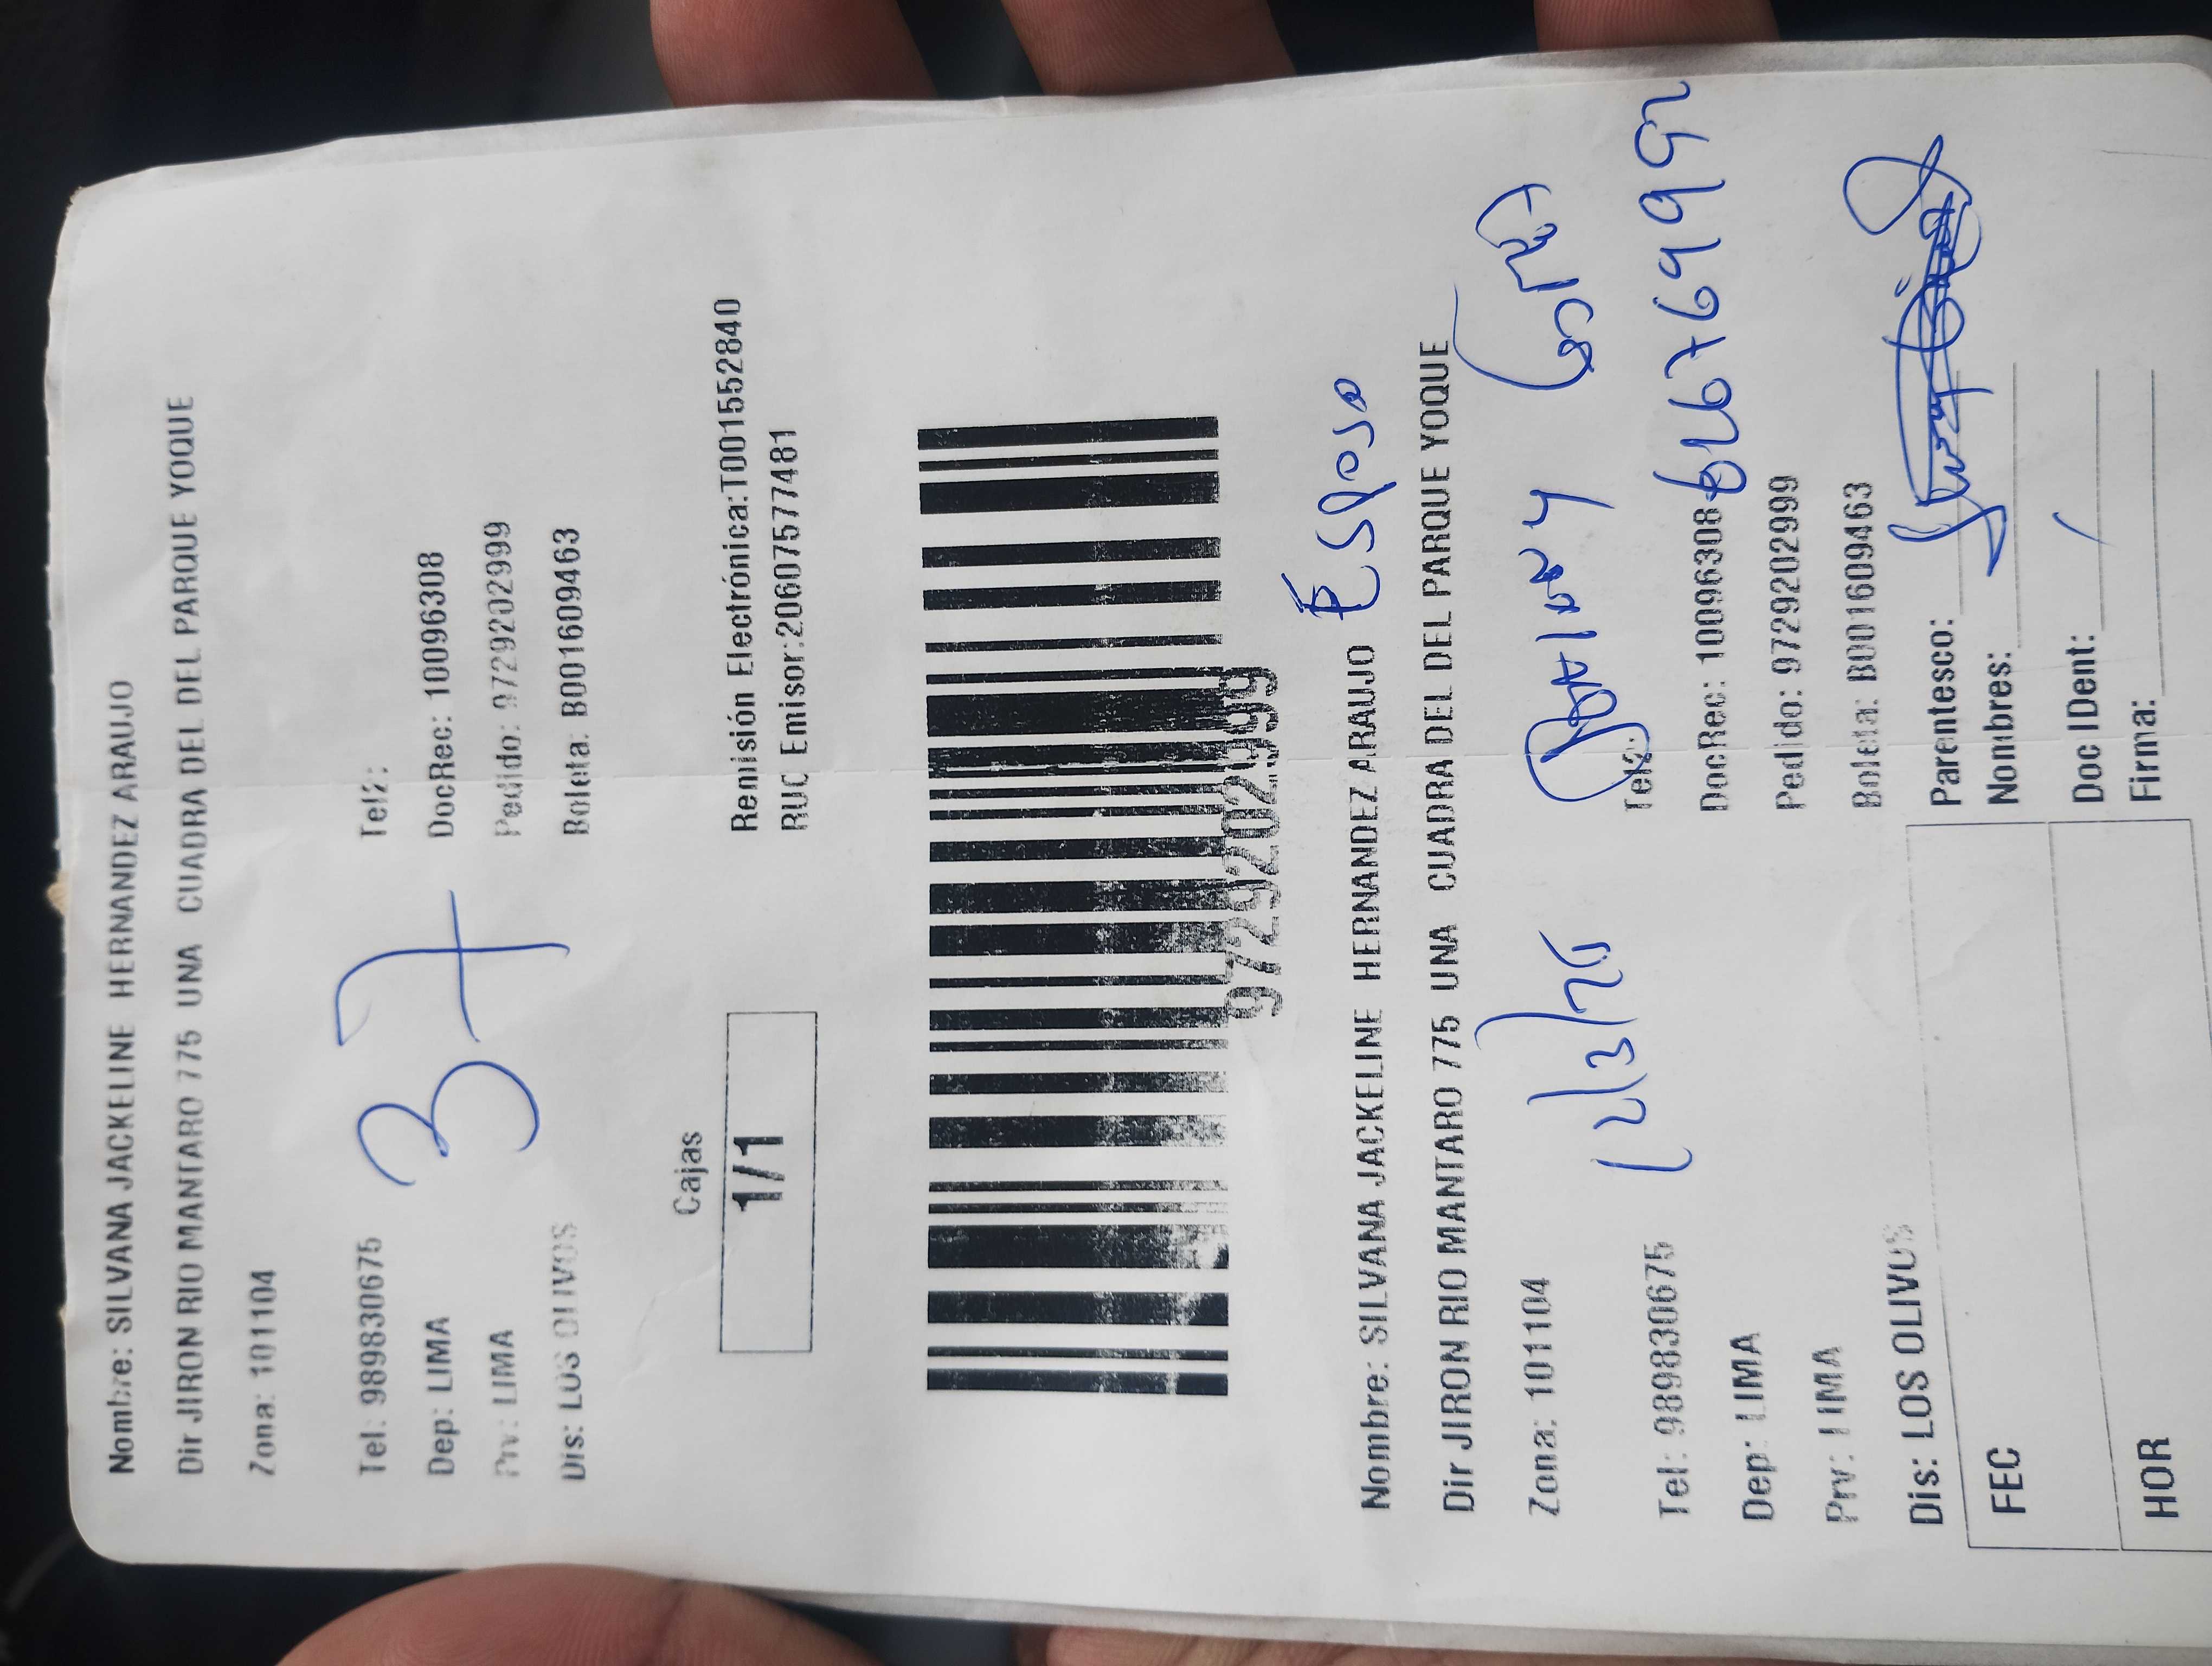 Nombre: SILVANA JACKELINE HERNANDEZ ARAUJO
Dir JIRON RIO MANTARO 775 UNA CUADRA DEL DEL PARQUE YOQUE
Zona: 101104
37
Tel: 989830675 Tel2:
Dep: LIMA DocRec: 10096308
Prv: LIMA Pedido: 9729202999
Dis: LOS OLIVOS Boleta: B001609463
Cajas
1/1
Remisión Electrónica:T001552840
RUC Emisor:20607577481
9729202999
Nombre: SILVANA JACKELINE HERNANDEZ ARAUJO Esposo
Dir JIRON RIO MANTARO 775 UNA CUADRA DEL DEL PARQUE YOQUE
Zona: 101104
Tel: 989830675 Tel2:
Dep: LIMA DocRec: 10096308
Prv: LIMA Pedido: 9729202999
Dis: LOS OLIVOS Boleta: B001609463
Parentesco:
FEC Nombres:
Doc IDent:
HOR Firma: